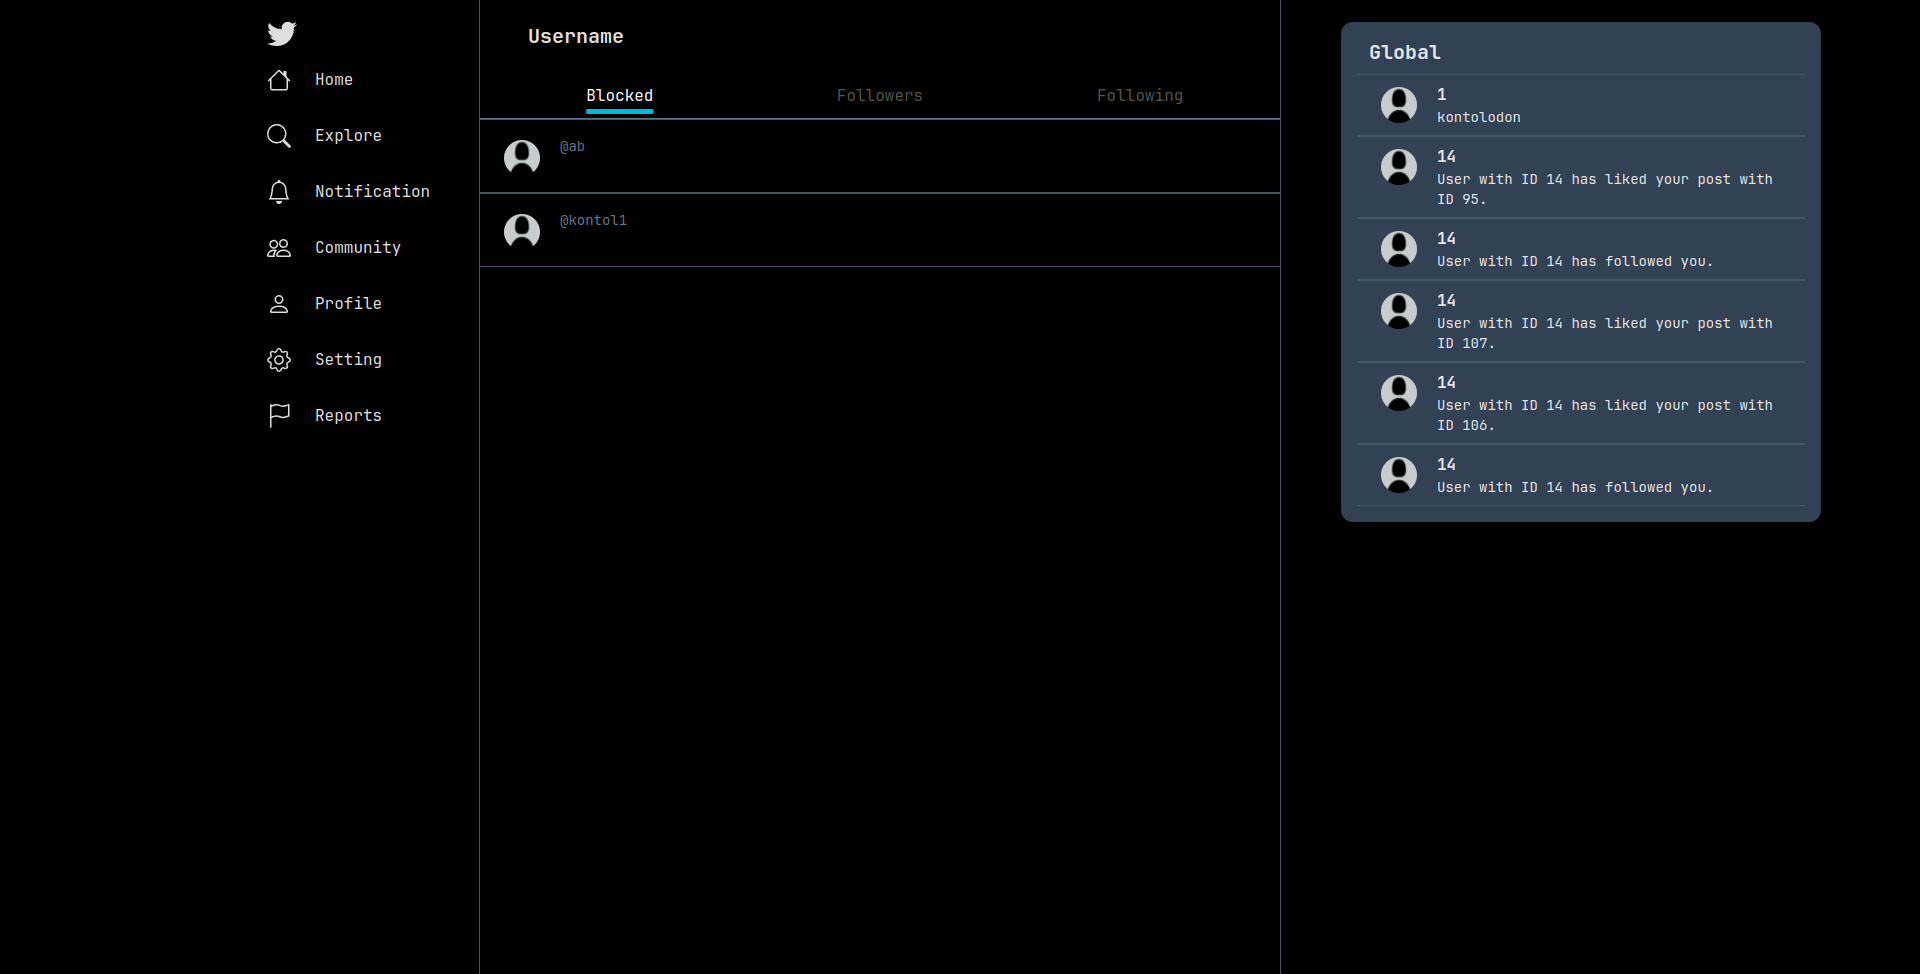 Home
Explore
Notification
Community
Profile
Setting
Reports
Username
Blocked Followers Following
@ab
@kontol1
Global
1
kontolodon
14
User with ID 14 has liked your post with
ID 95.
14
User with ID 14 has followed you.
14
User with ID 14 has liked your post with
ID 107.
14
User with ID 14 has liked your post with
ID 106.
14
User with ID 14 has followed you.